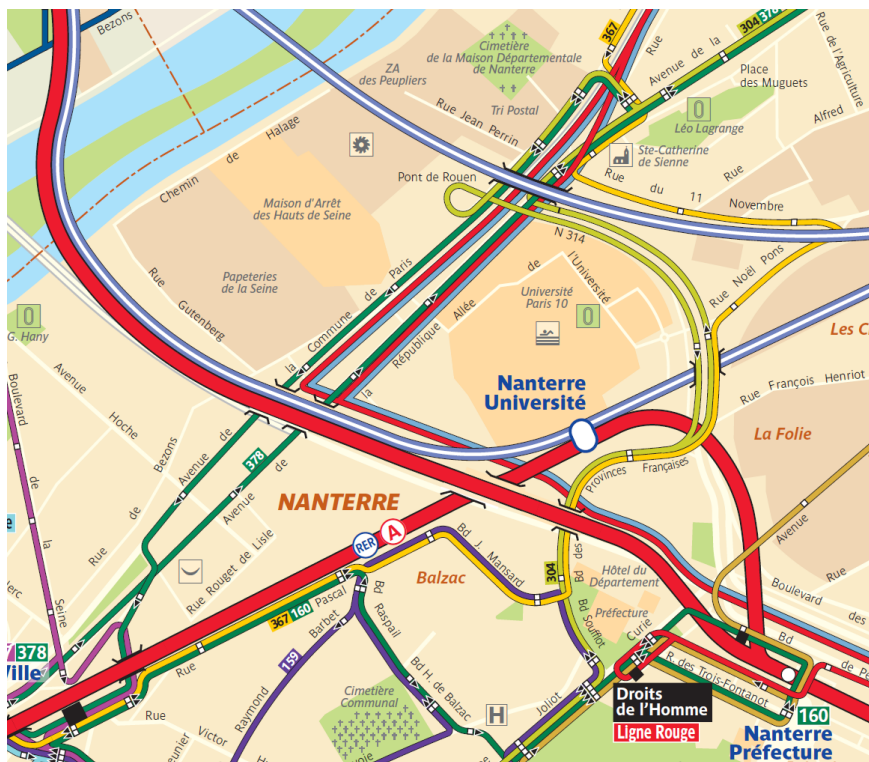 Bezons
367
304
378
Cimetière
de la Maison Départementale
de Nanterre
ZA
des Peupliers
Rue
Avenue de la
Place
des Muguets
Rue de l'Agriculture
Tri Postal
Rue Jean Perrin
Léo Lagrange
Alfred
Chemin de Halage
Ste-Catherine
de Sienne
Pont de Rouen
Rue du 11 Novembre
Rue
Maison d'Arrêt
des Hauts de Seine
N 314
Rue Noël Pons
Papeteries
de la Seine
la Commune de Paris
la République
Allée de l'Université
Université
Paris 10
Rue Gutenberg
G. Hany
Les C
Avenue Hoche
Boulevard de la Seine
Nanterre
Université
Rue François Henriot
La Folie
Rue de Bezons
Avenue de
378
Avenue de
NANTERRE
Provinces Françaises
Bd des
RER
A
Avenue
Rue
Bd J. Mansard
Rue Rouget de Lisle
Balzac
304
Hôtel du
Département
Boulevard des
Préfecture
367 160
Rue Pascal
Barbet
Bd Raspail
Bd Soufflot
Curie
Bd
de Pe
lerc
e
378
Ville
159
Raymond
Bd H. de Balzac
R. des Trois-Fontanot
Cimetière
Communal
H
Joliot
Droits
de l'Homme
Ligne Rouge
160
Nanterre
Préfecture
Rue
Victor
eunier